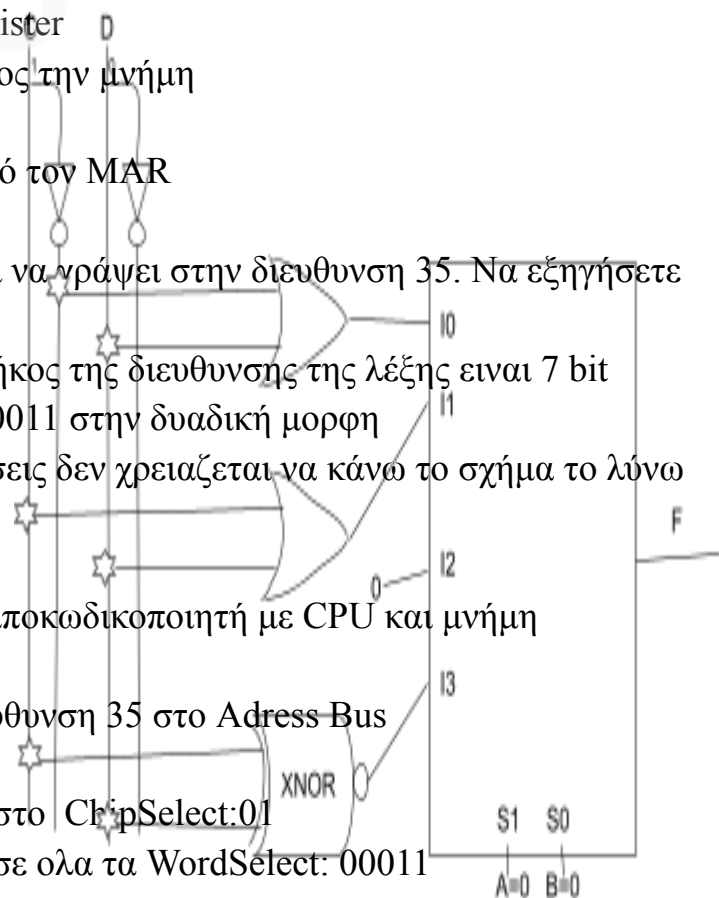 ister
D
ος την μνήμη
ό τον MAR
ι να γράψει στην διευθυνση 35. Να εξηγήσετε
I0
ήκος της διευθυνσης της λέξης ειναι 7 bit
I1
0011 στην δυαδική μορφη
σεις δεν χρειαζεται να κάνω το σχήμα το λύνω
F
I2
0
αποκωδικοποιητή με CPU και μνήμη
I3
ύθυνση 35 στο Adress Bus
XNOR
στο ChipSelect:01
S1 S0
σε ολα τα WordSelect: 00011
A=0 B=0